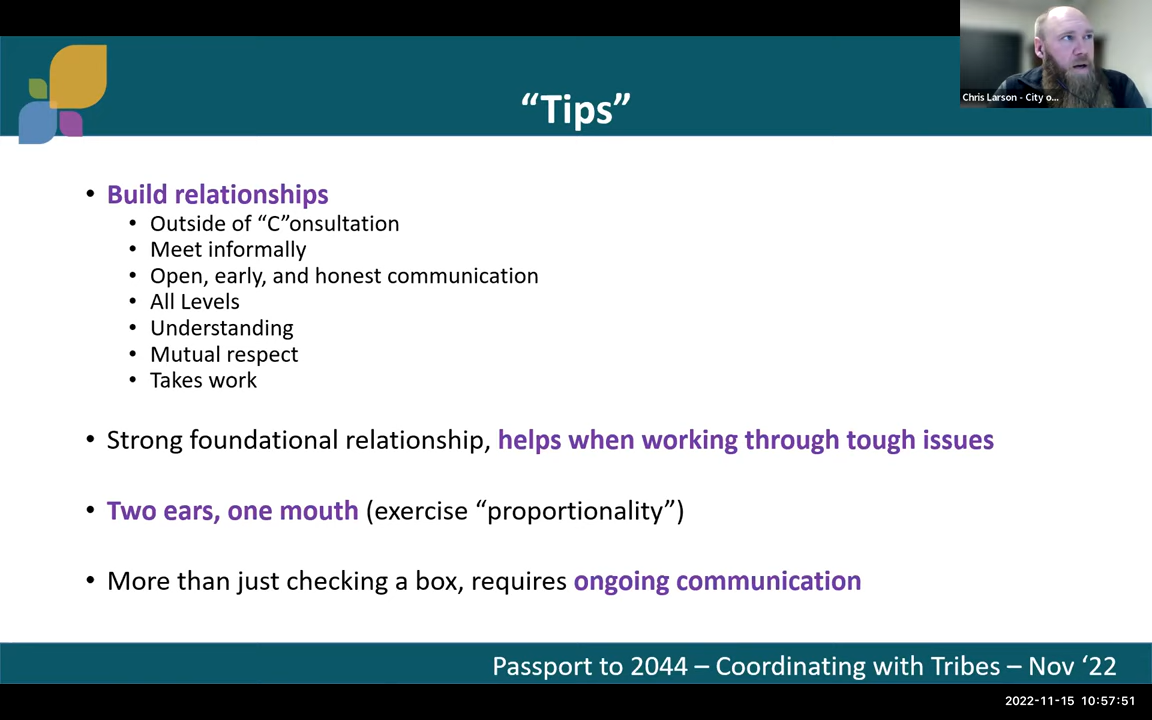 “Tips”
Chris Larson - City o...
• Build relationships
• Outside of “C”onsultation
• Meet informally
• Open, early, and honest communication
• All Levels
• Understanding
• Mutual respect
• Takes work
• Strong foundational relationship, helps when working through tough issues
• Two ears, one mouth (exercise “proportionality”)
• More than just checking a box, requires ongoing communication
Passport to 2044 – Coordinating with Tribes – Nov ‘22
2022-11-15 10:57:51